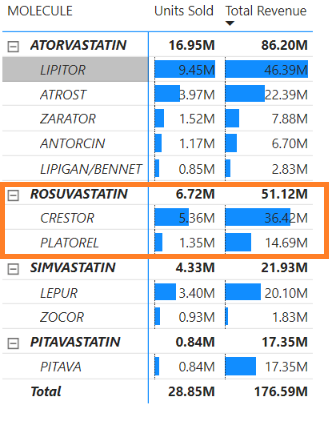 MOLECULE Units Sold Total Revenue
ATORVASTATIN 16.95M 86.20M
LIPITOR 9.45M 46.39M
ATROST 3.97M 22.39M
ZARATOR 1.52M 7.88M
ANTORCIN 1.17M 6.70M
LIPIGAN/BENNET 0.85M 2.83M
ROSUVASTATIN 6.72M 51.12M
CRESTOR 5.36M 36.42M
PLATOREL 1.35M 14.69M
SIMVASTATIN 4.33M 21.93M
LEPUR 3.40M 20.10M
ZOCOR 0.93M 1.83M
PITAVASTATIN 0.84M 17.35M
PITAVA 0.84M 17.35M
Total 28.85M 176.59M